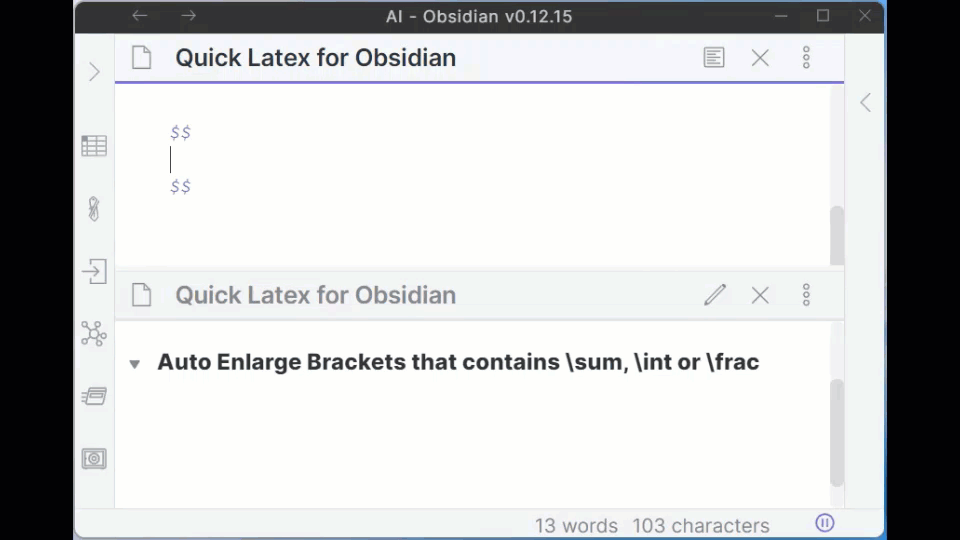 AI - Obsidian v0.12.15
Quick Latex for Obsidian
$$
$$
Quick Latex for Obsidian
Auto Enlarge Brackets that contains \sum, \int or \frac
13 words 103 characters